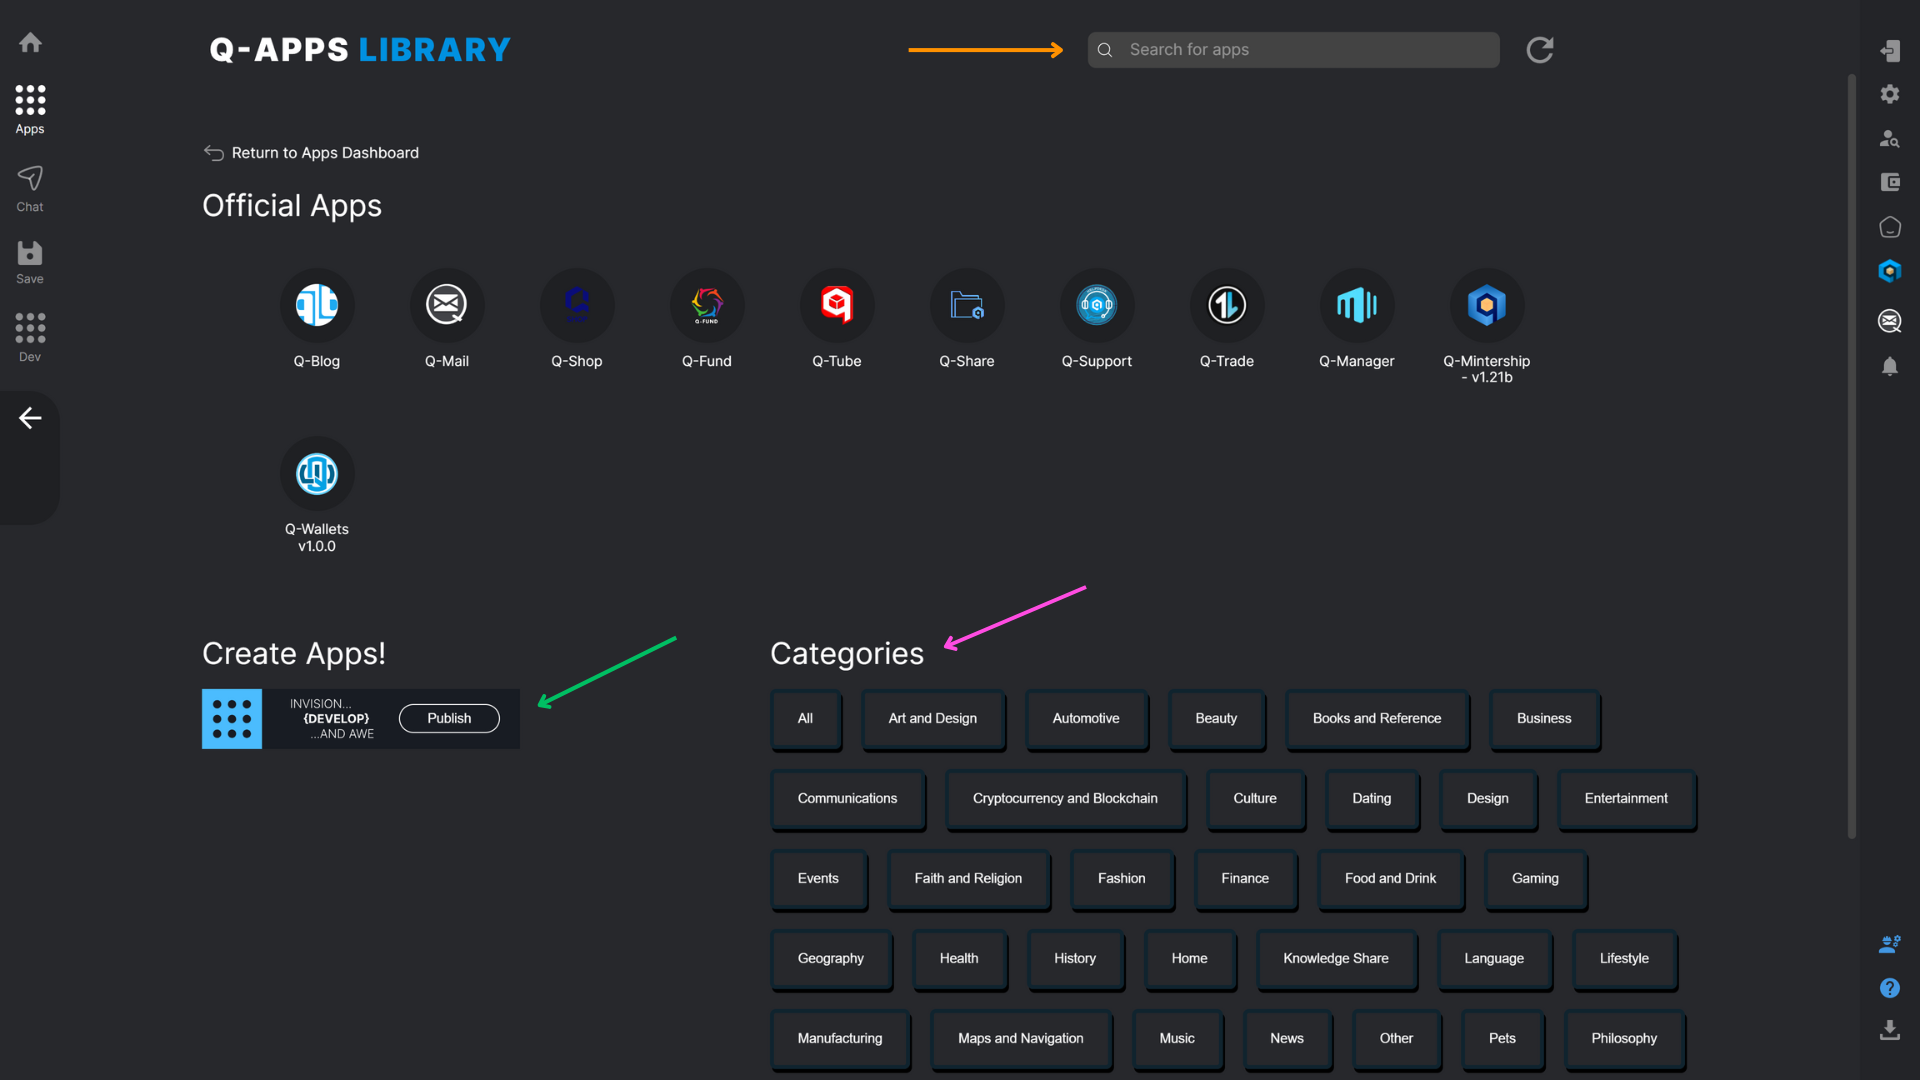 Q-APPS LIBRARY
Search for apps
Apps
Return to Apps Dashboard
Chat
Official Apps
Save
Dev
Q-Blog
Q-Mail
Q-Shop
Q-Fund
Q-Tube
Q-Share
Q-Support
Q-Trade
Q-Manager
Q-Mintership
- v1.21b
Q-Wallets
v1.0.0
Create Apps!
INVISION...
{DEVELOP}
...AND AWE
Publish
Categories
All
Art and Design
Automotive
Beauty
Books and Reference
Business
Communications
Cryptocurrency and Blockchain
Culture
Dating
Design
Entertainment
Events
Faith and Religion
Fashion
Finance
Food and Drink
Gaming
Geography
Health
History
Home
Knowledge Share
Language
Lifestyle
Manufacturing
Maps and Navigation
Music
News
Other
Pets
Philosophy